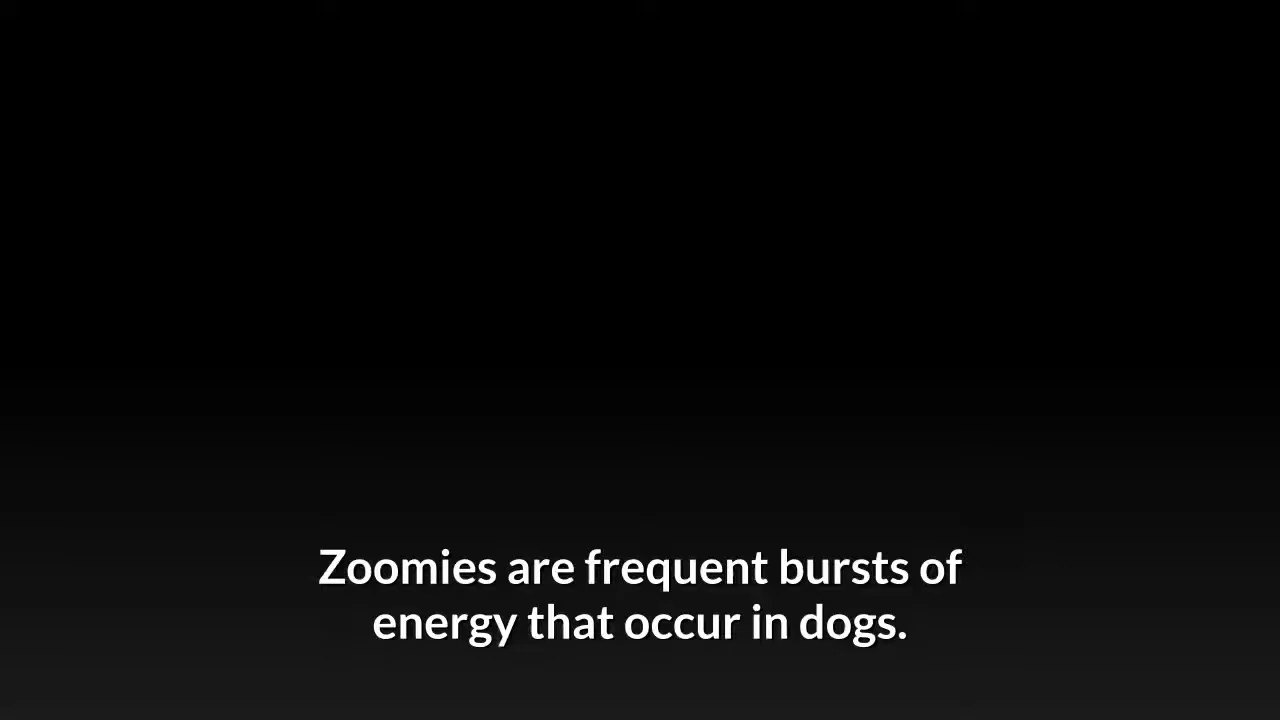 Zoomies are frequent bursts of
energy that occur in dogs.